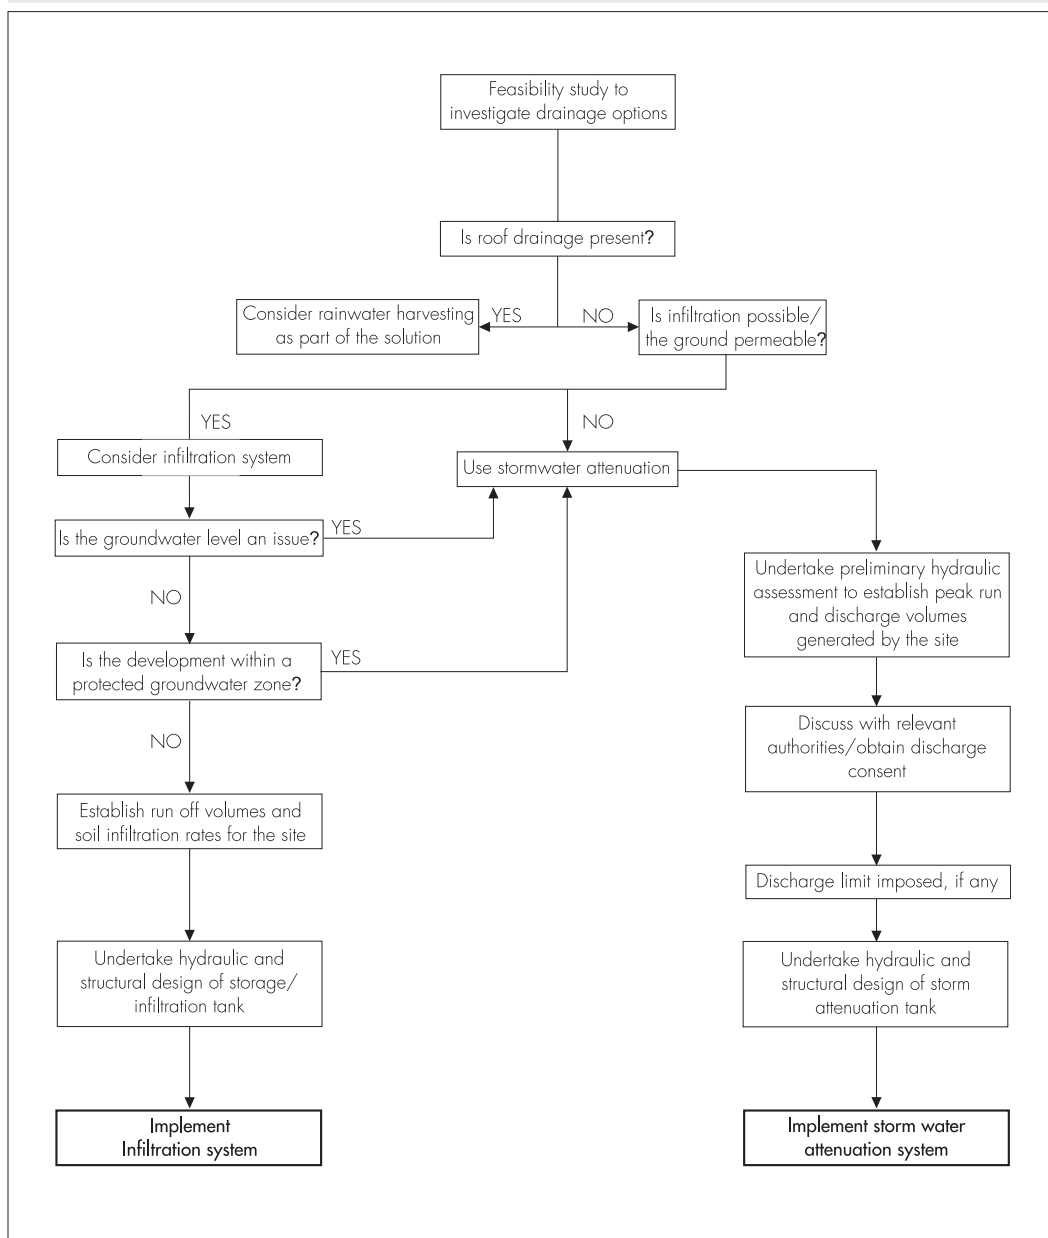 Feasibility study to
investigate drainage options
Is roof drainage present?
Consider rainwater harvesting
as part of the solution
YES
NO
Is infiltration possible/
the ground permeable?
YES
NO
Consider infiltration system
Use stormwater attenuation
Is the groundwater level an issue?
YES
NO
Is the development within a
protected groundwater zone?
YES
NO
Establish run off volumes and
soil infiltration rates for the site
Undertake hydraulic and
structural design of storage/
infiltration tank
Implement
Infiltration system
Undertake preliminary hydraulic
assessment to establish peak run
and discharge volumes
generated by the site
Discuss with relevant
authorities/obtain discharge
consent
Discharge limit imposed, if any
Undertake hydraulic and
structural design of storm
attenuation tank
Implement storm water
attenuation system